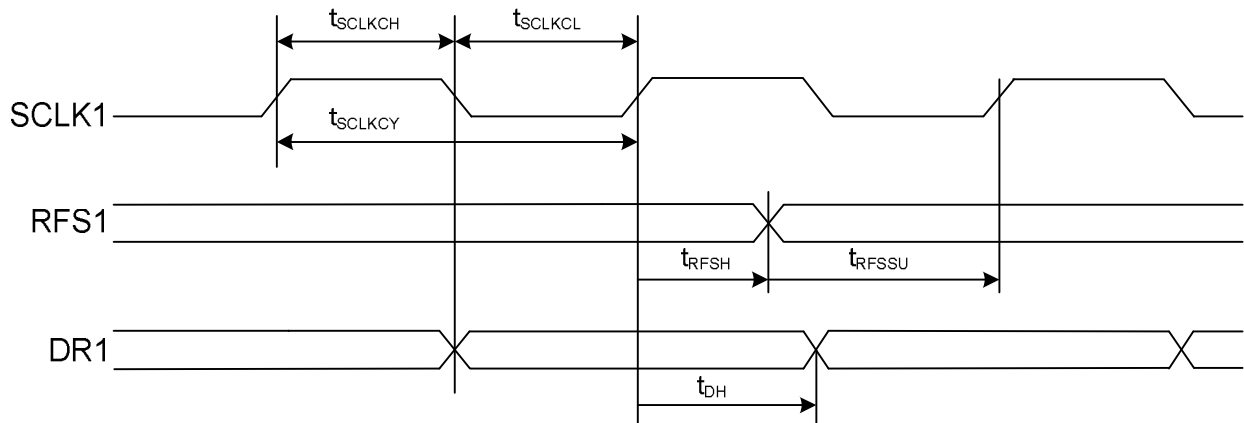 tSCLKCH tSCLKCL
SCLK1
tSCLKCY
RFS1
tRFSH tRFSSU
DR1
tDH